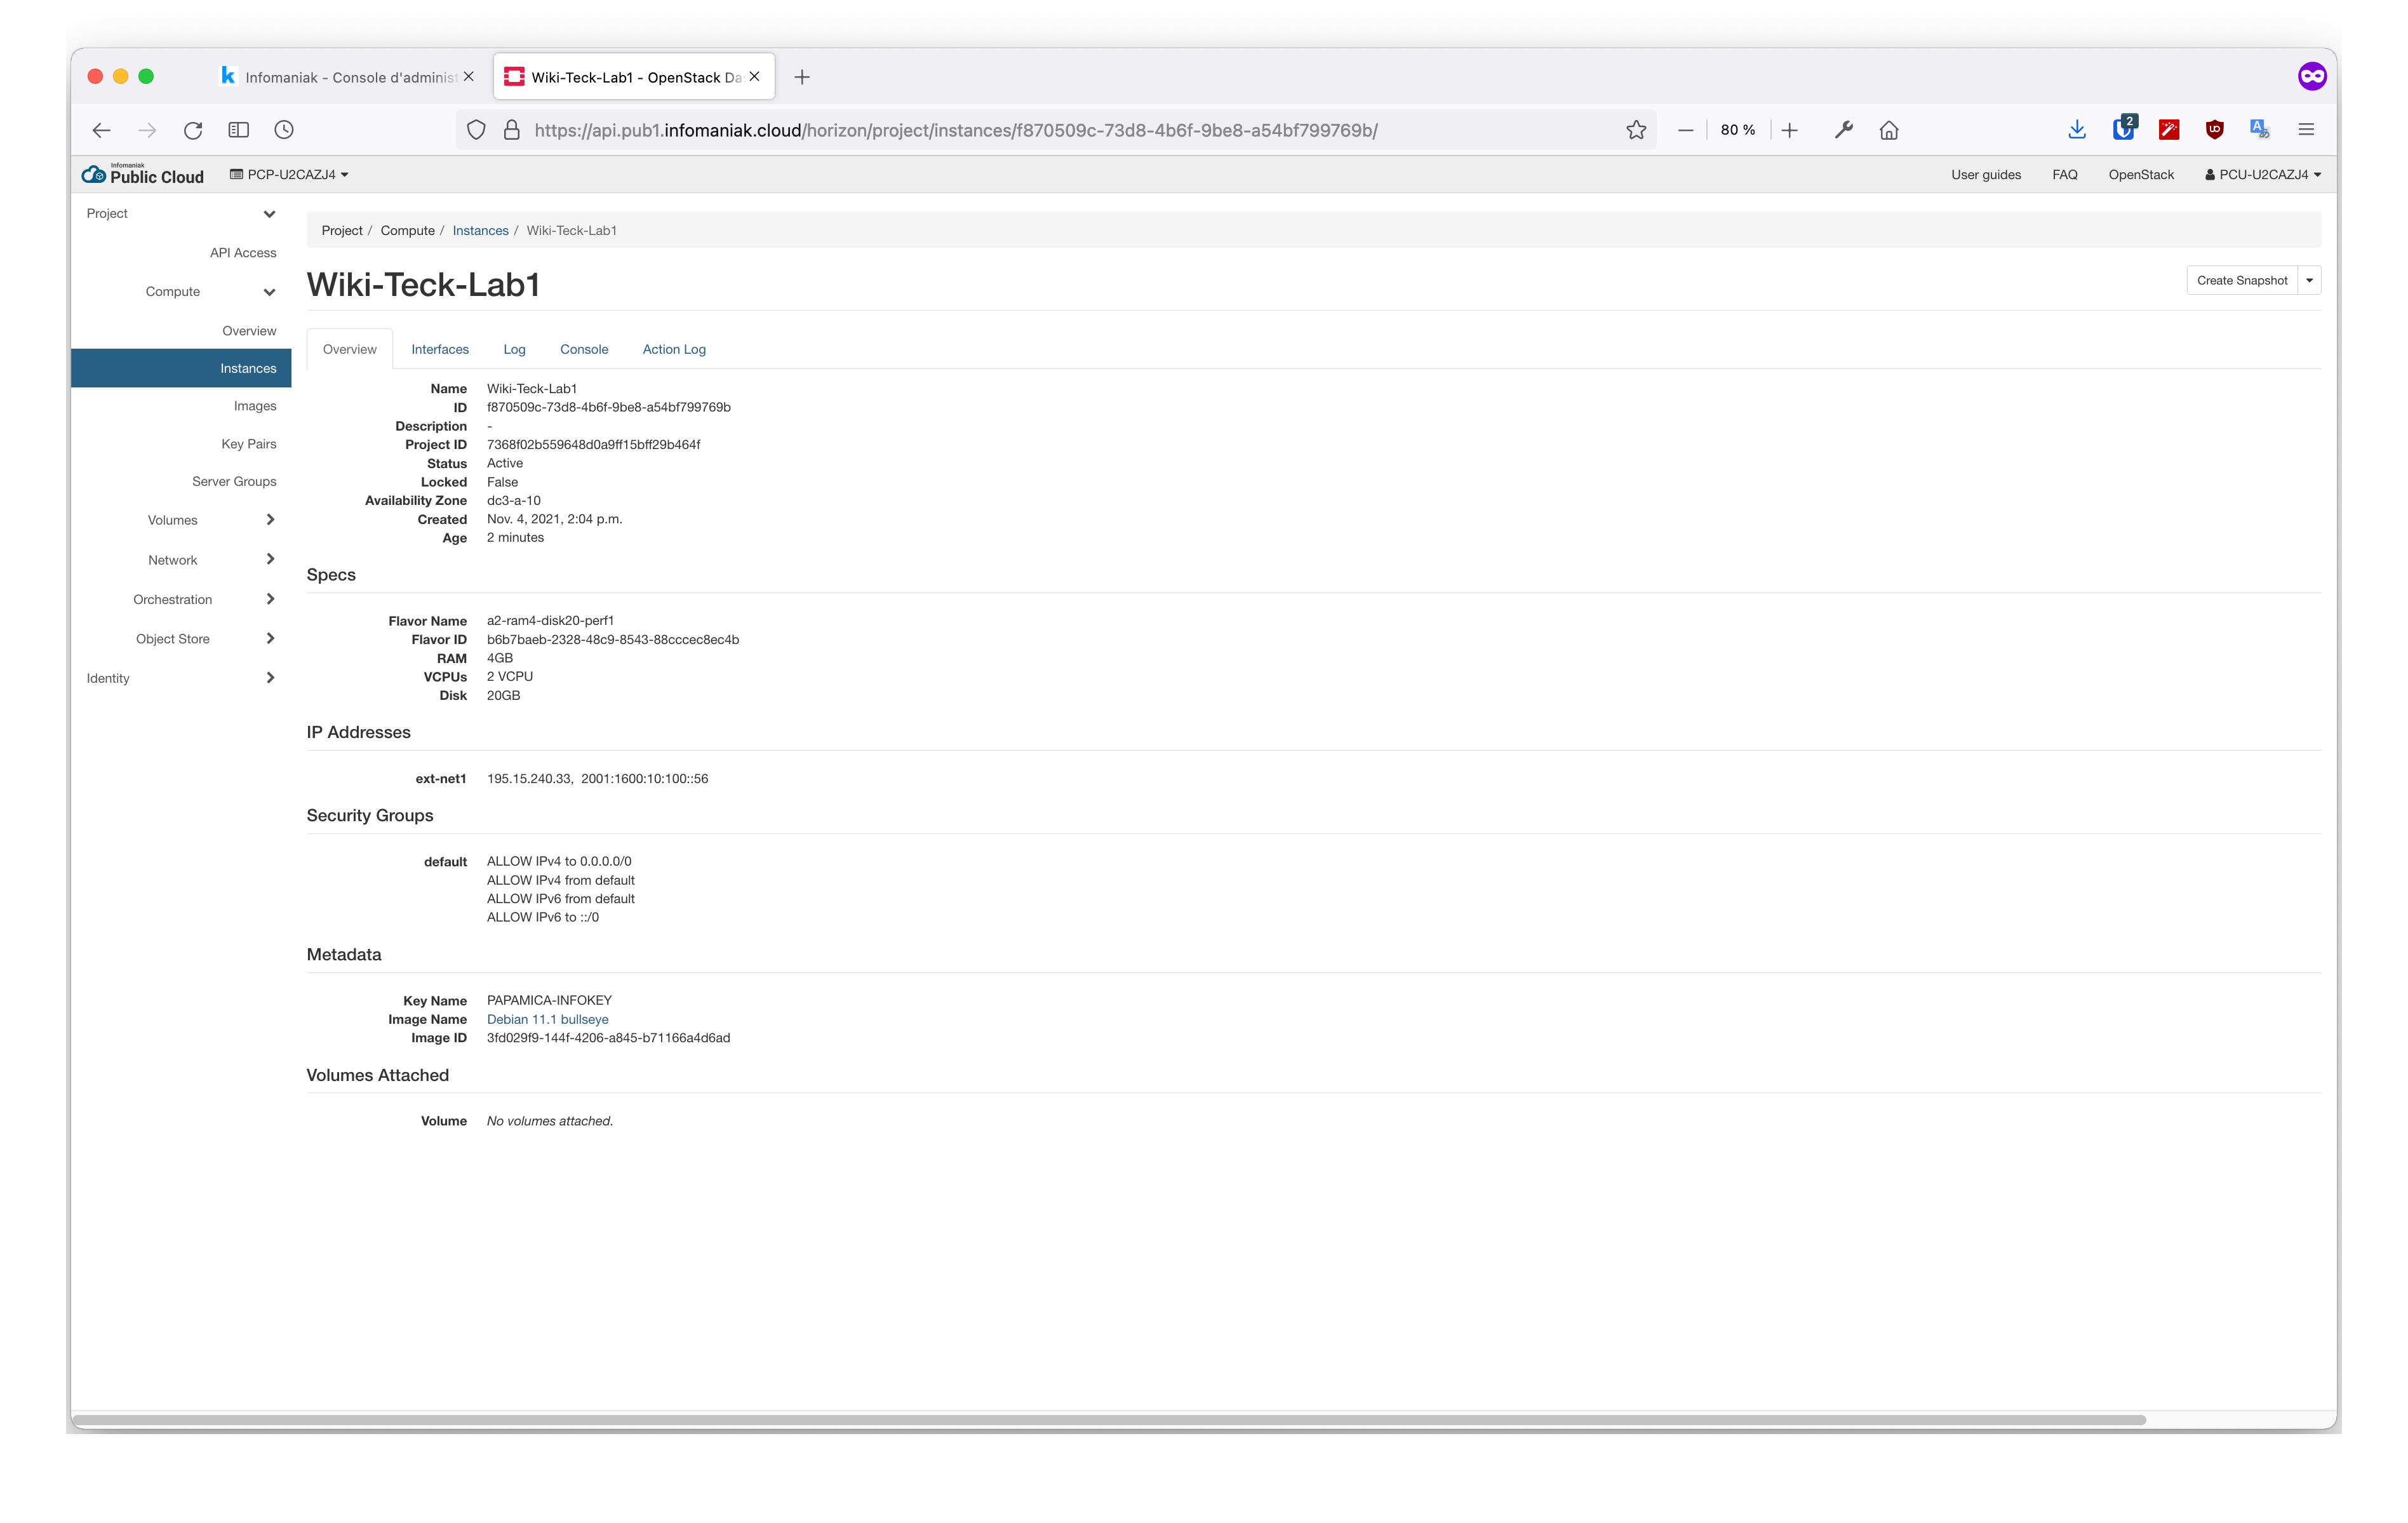 Infomaniak - Console d'administ
Wiki-Teck-Lab1 - OpenStack Da
https://api.pub1.infomaniak.cloud/horizon/project/instances/f870509c-73d8-4b6f-9be8-a54bf799769b/
80 %
2
Infomaniak
Public Cloud
PCP-U2CAZJ4
User guides
FAQ
OpenStack
PCU-U2CAZJ4
Project
API Access
Compute
Overview
Instances
Images
Key Pairs
Server Groups
Volumes
Network
Orchestration
Object Store
Identity
Project / Compute / Instances / Wiki-Teck-Lab1
Wiki-Teck-Lab1
Create Snapshot
Overview Interfaces Log Console Action Log
Name Wiki-Teck-Lab1
ID f870509c-73d8-4b6f-9be8-a54bf799769b
Description -
Project ID 7368f02b559648d0a9ff15bff29b464f
Status Active
Locked False
Availability Zone dc3-a-10
Created Nov. 4, 2021, 2:04 p.m.
Age 2 minutes
Specs
Flavor Name a2-ram4-disk20-perf1
Flavor ID b6b7baeb-2328-48c9-8543-88cccec8ec4b
RAM 4GB
VCPUs 2 VCPU
Disk 20GB
IP Addresses
ext-net1 195.15.240.33, 2001:1600:10:100::56
Security Groups
default ALLOW IPv4 to 0.0.0.0/0
ALLOW IPv4 from default
ALLOW IPv6 from default
ALLOW IPv6 to ::/0
Metadata
Key Name PAPAMICA-INFOKEY
Image Name Debian 11.1 bullseye
Image ID 3fd029f9-144f-4206-a845-b71166a4d6ad
Volumes Attached
Volume No volumes attached.